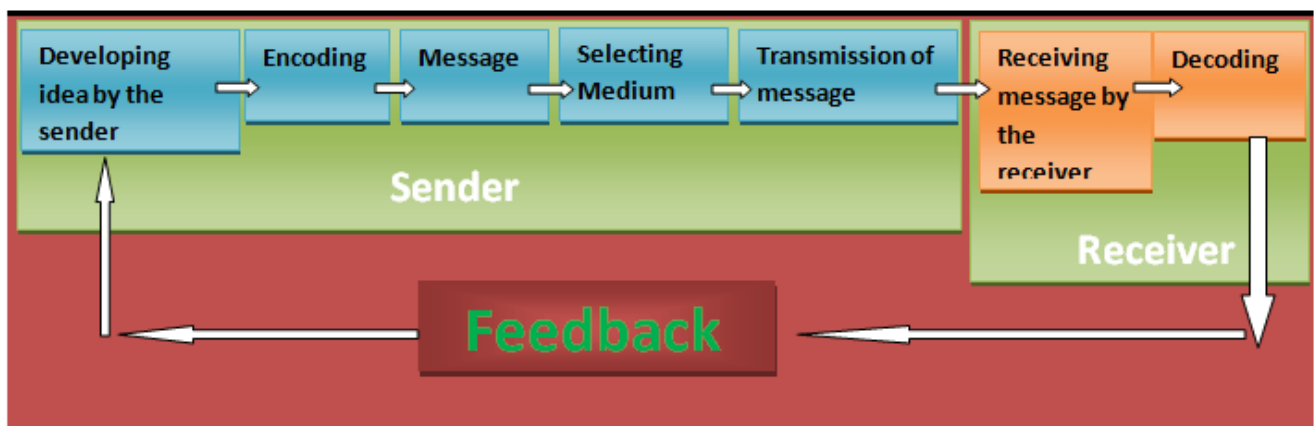 Developing
idea by the
sender
Encoding
Message
Selecting
Medium
Transmission of
message
Receiving
message by
the
receiver
Decoding
Sender
Receiver
Feedback